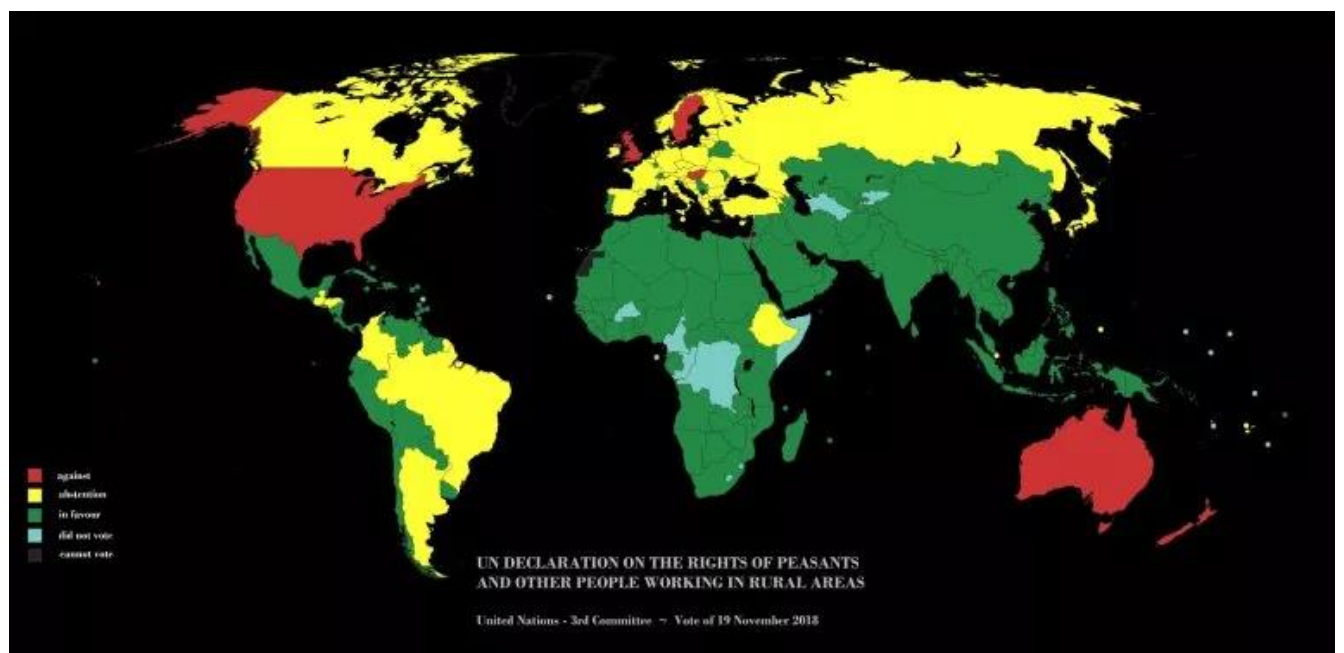 against
abstention
in favour
did not vote
cannot vote
UN DECLARATION ON THE RIGHTS OF PEASANTS
AND OTHER PEOPLE WORKING IN RURAL AREAS
United Nations - 3rd Committee ~ Vote of 19 November 2018